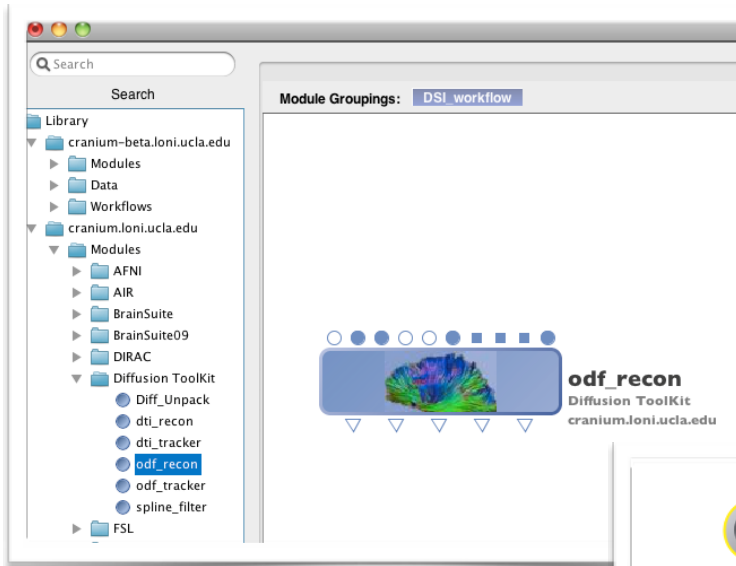 Search
Search
Library
cranium-beta.loni.ucla.edu
Modules
Data
Workflows
cranium.loni.ucla.edu
Modules
AFNI
AIR
BrainSuite
BrainSuite09
DIRAC
Diffusion ToolKit
Diff_Unpack
dti_recon
dti_tracker
odf_recon
odf_tracker
spline_filter
FSL
Module Groupings: DSI_workflow
odf_recon
Diffusion ToolKit
cranium.loni.ucla.edu